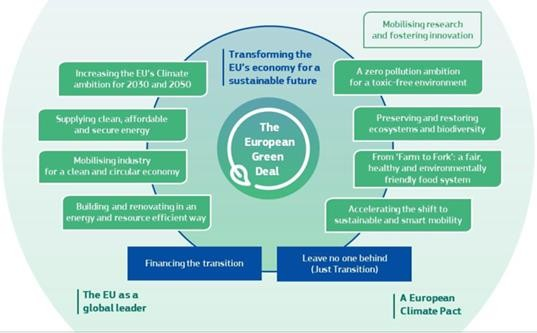 Mobilising research
and fostering innovation
Transforming the
EU's economy for a
sustainable future
Increasing the EU's Climate
ambition for 2030 and 2050
A zero pollution ambition
for a toxic-free environment
Supplying clean, affordable
and secure energy
Preserving and restoring
ecosystems and biodiversity
The
European
Green
Deal
Mobilising industry
for a clean and circular economy
From 'Farm to Fork': a fair,
healthy and environmentally
friendly food system
Building and renovating in an
energy and resource efficient way
Accelerating the shift to
sustainable and smart mobility
Financing the transition
Leave no one behind
(Just Transition)
The EU as a
global leader
A European
Climate Pact